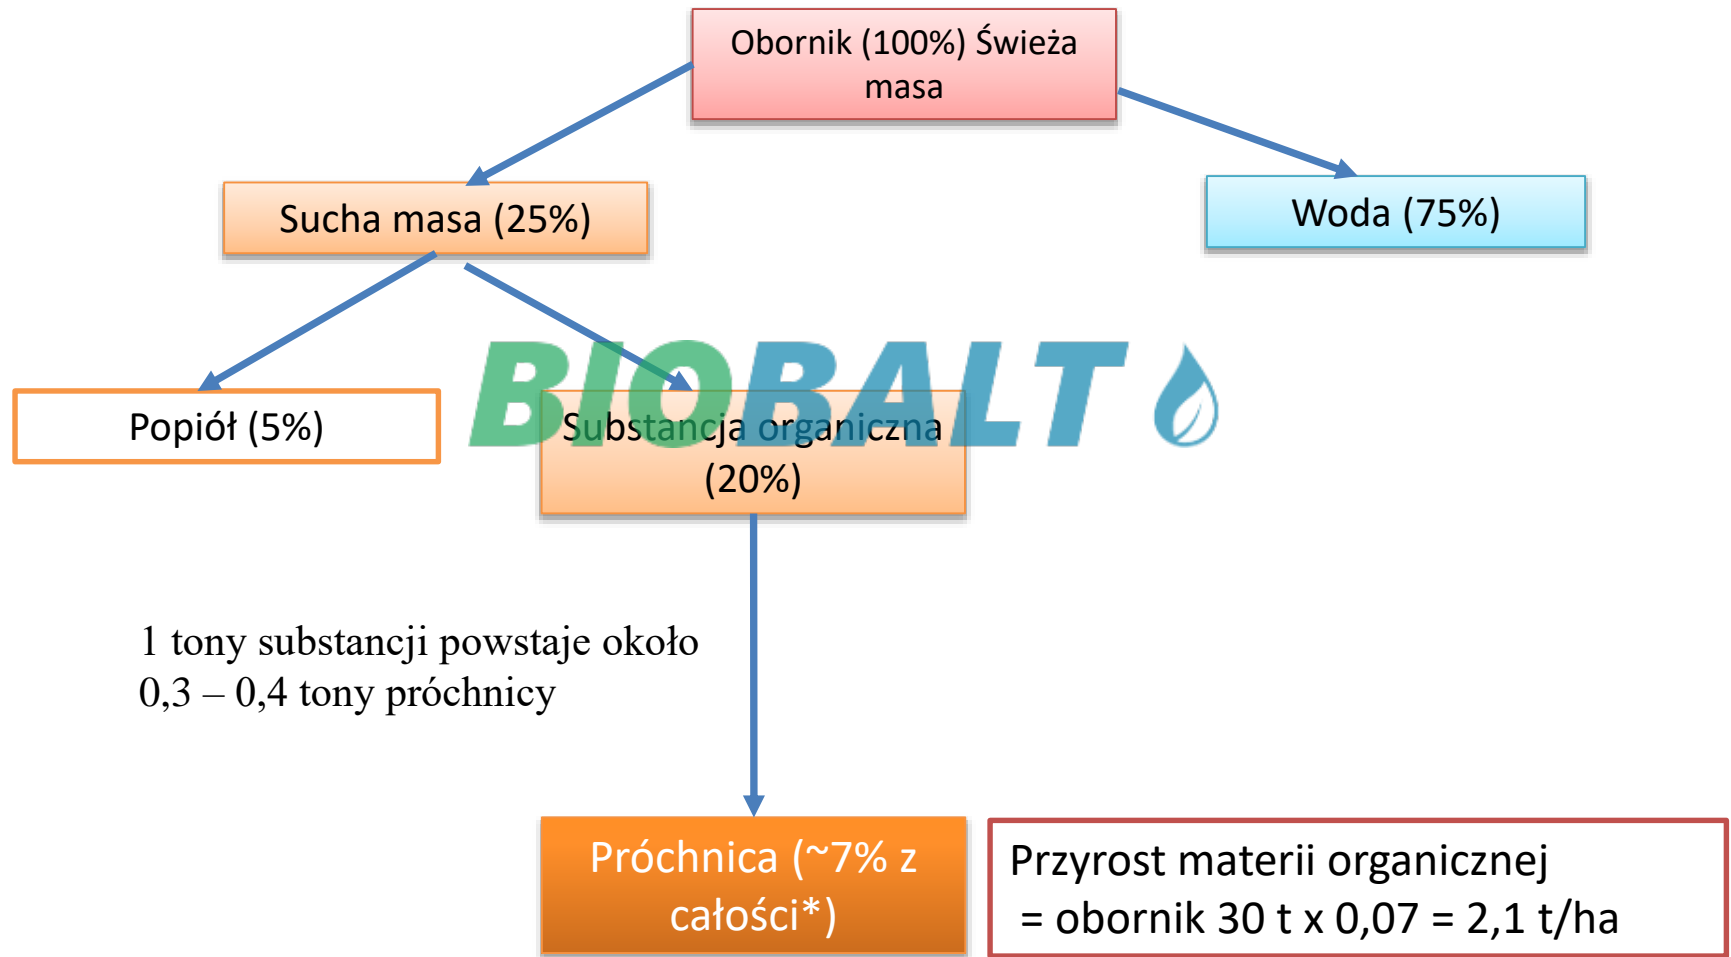 Obornik (100%) Świeża
masa
Sucha masa (25%)
Woda (75%)
Popiół (5%)
Substancja organiczna
(20%)
BIOBALT
1 tony substancji powstaje około
0,3 – 0,4 tony próchnicy
Próchnica (~7% z
całości*)
Przyrost materii organicznej
= obornik 30 t x 0,07 = 2,1 t/ha